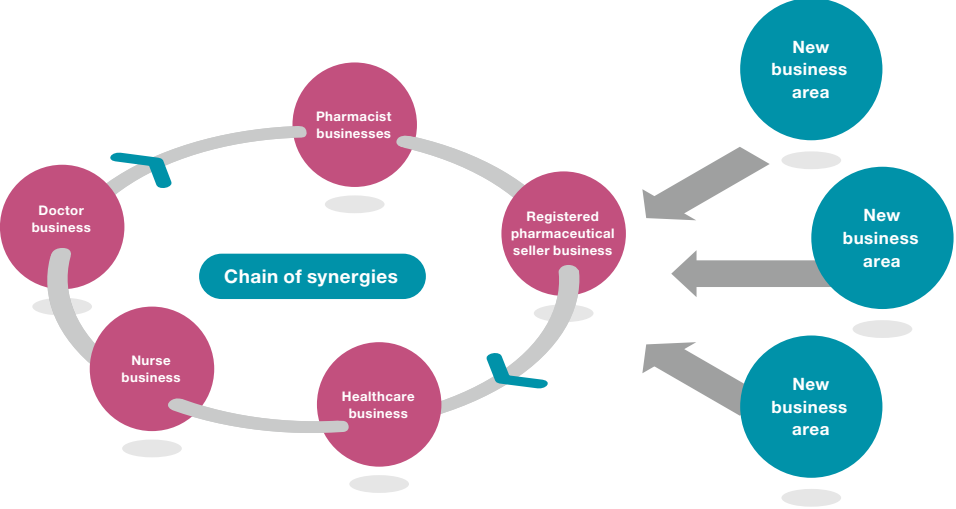 New
business
area
Pharmacist
businesses
Doctor
business
Registered
pharmaceutical
seller business
New
business
area
Chain of synergies
Nurse
business
Healthcare
business
New
business
area